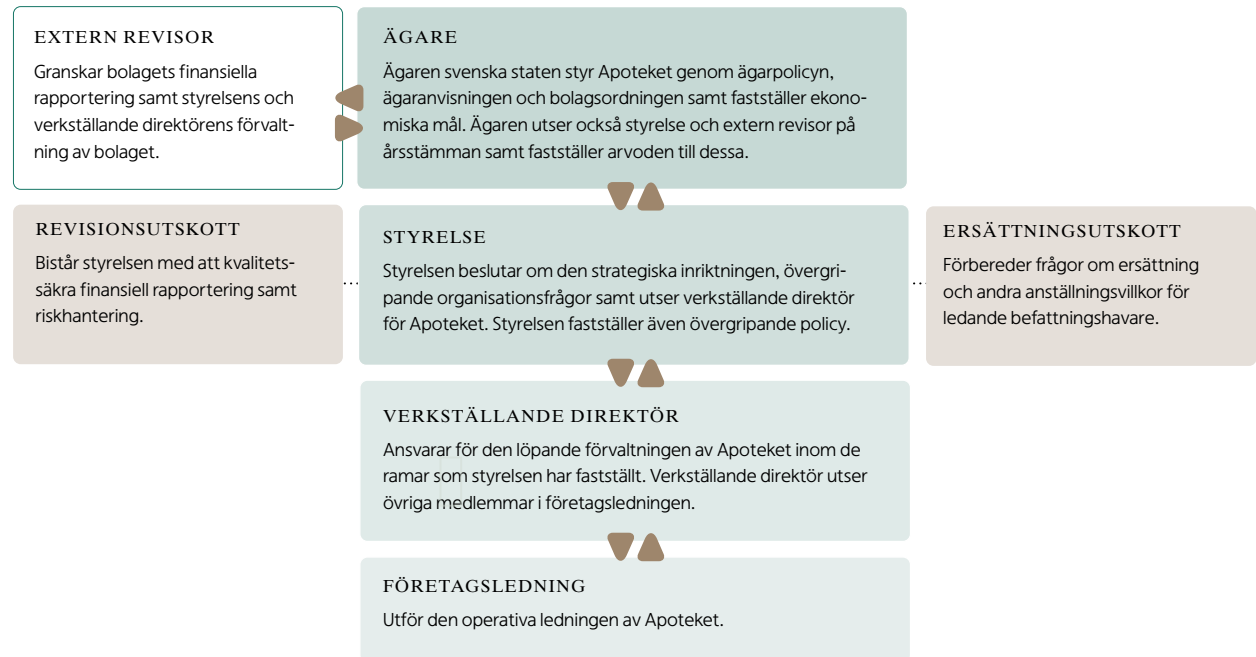 EXTERN REVISOR
Granskar bolagets finansiella
rapportering samt styrelsens och
verkställande direktörens förvalt-
ning av bolaget.
ÄGARE
Ägaren svenska staten styr Apoteket genom ägarpolicyn,
ägaranvisningen och bolagsordningen samt fastställer ekono-
miska mål. Ägaren utser också styrelse och extern revisor på
årsstämman samt fastställer arvoden till dessa.
REVISIONSUTSKOTT
Bistår styrelsen med att kvalitets-
säkra finansiell rapportering samt
riskhantering.
STYRELSE
Styrelsen beslutar om den strategiska inriktningen, övergri-
pande organisationsfrågor samt utser verkställande direktör
för Apoteket. Styrelsen fastställer även övergripande policy.
ERSÄTTNINGSUTSKOTT
Förbereder frågor om ersättning
och andra anställningsvillkor för
ledande befattningshavare.
VERKSTÄLLANDE DIREKTÖR
Ansvarar för den löpande förvaltningen av Apoteket inom de
ramar som styrelsen har fastställt. Verkställande direktör utser
övriga medlemmar i företagsledningen.
FÖRETAGSLEDNING
Utför den operativa ledningen av Apoteket.